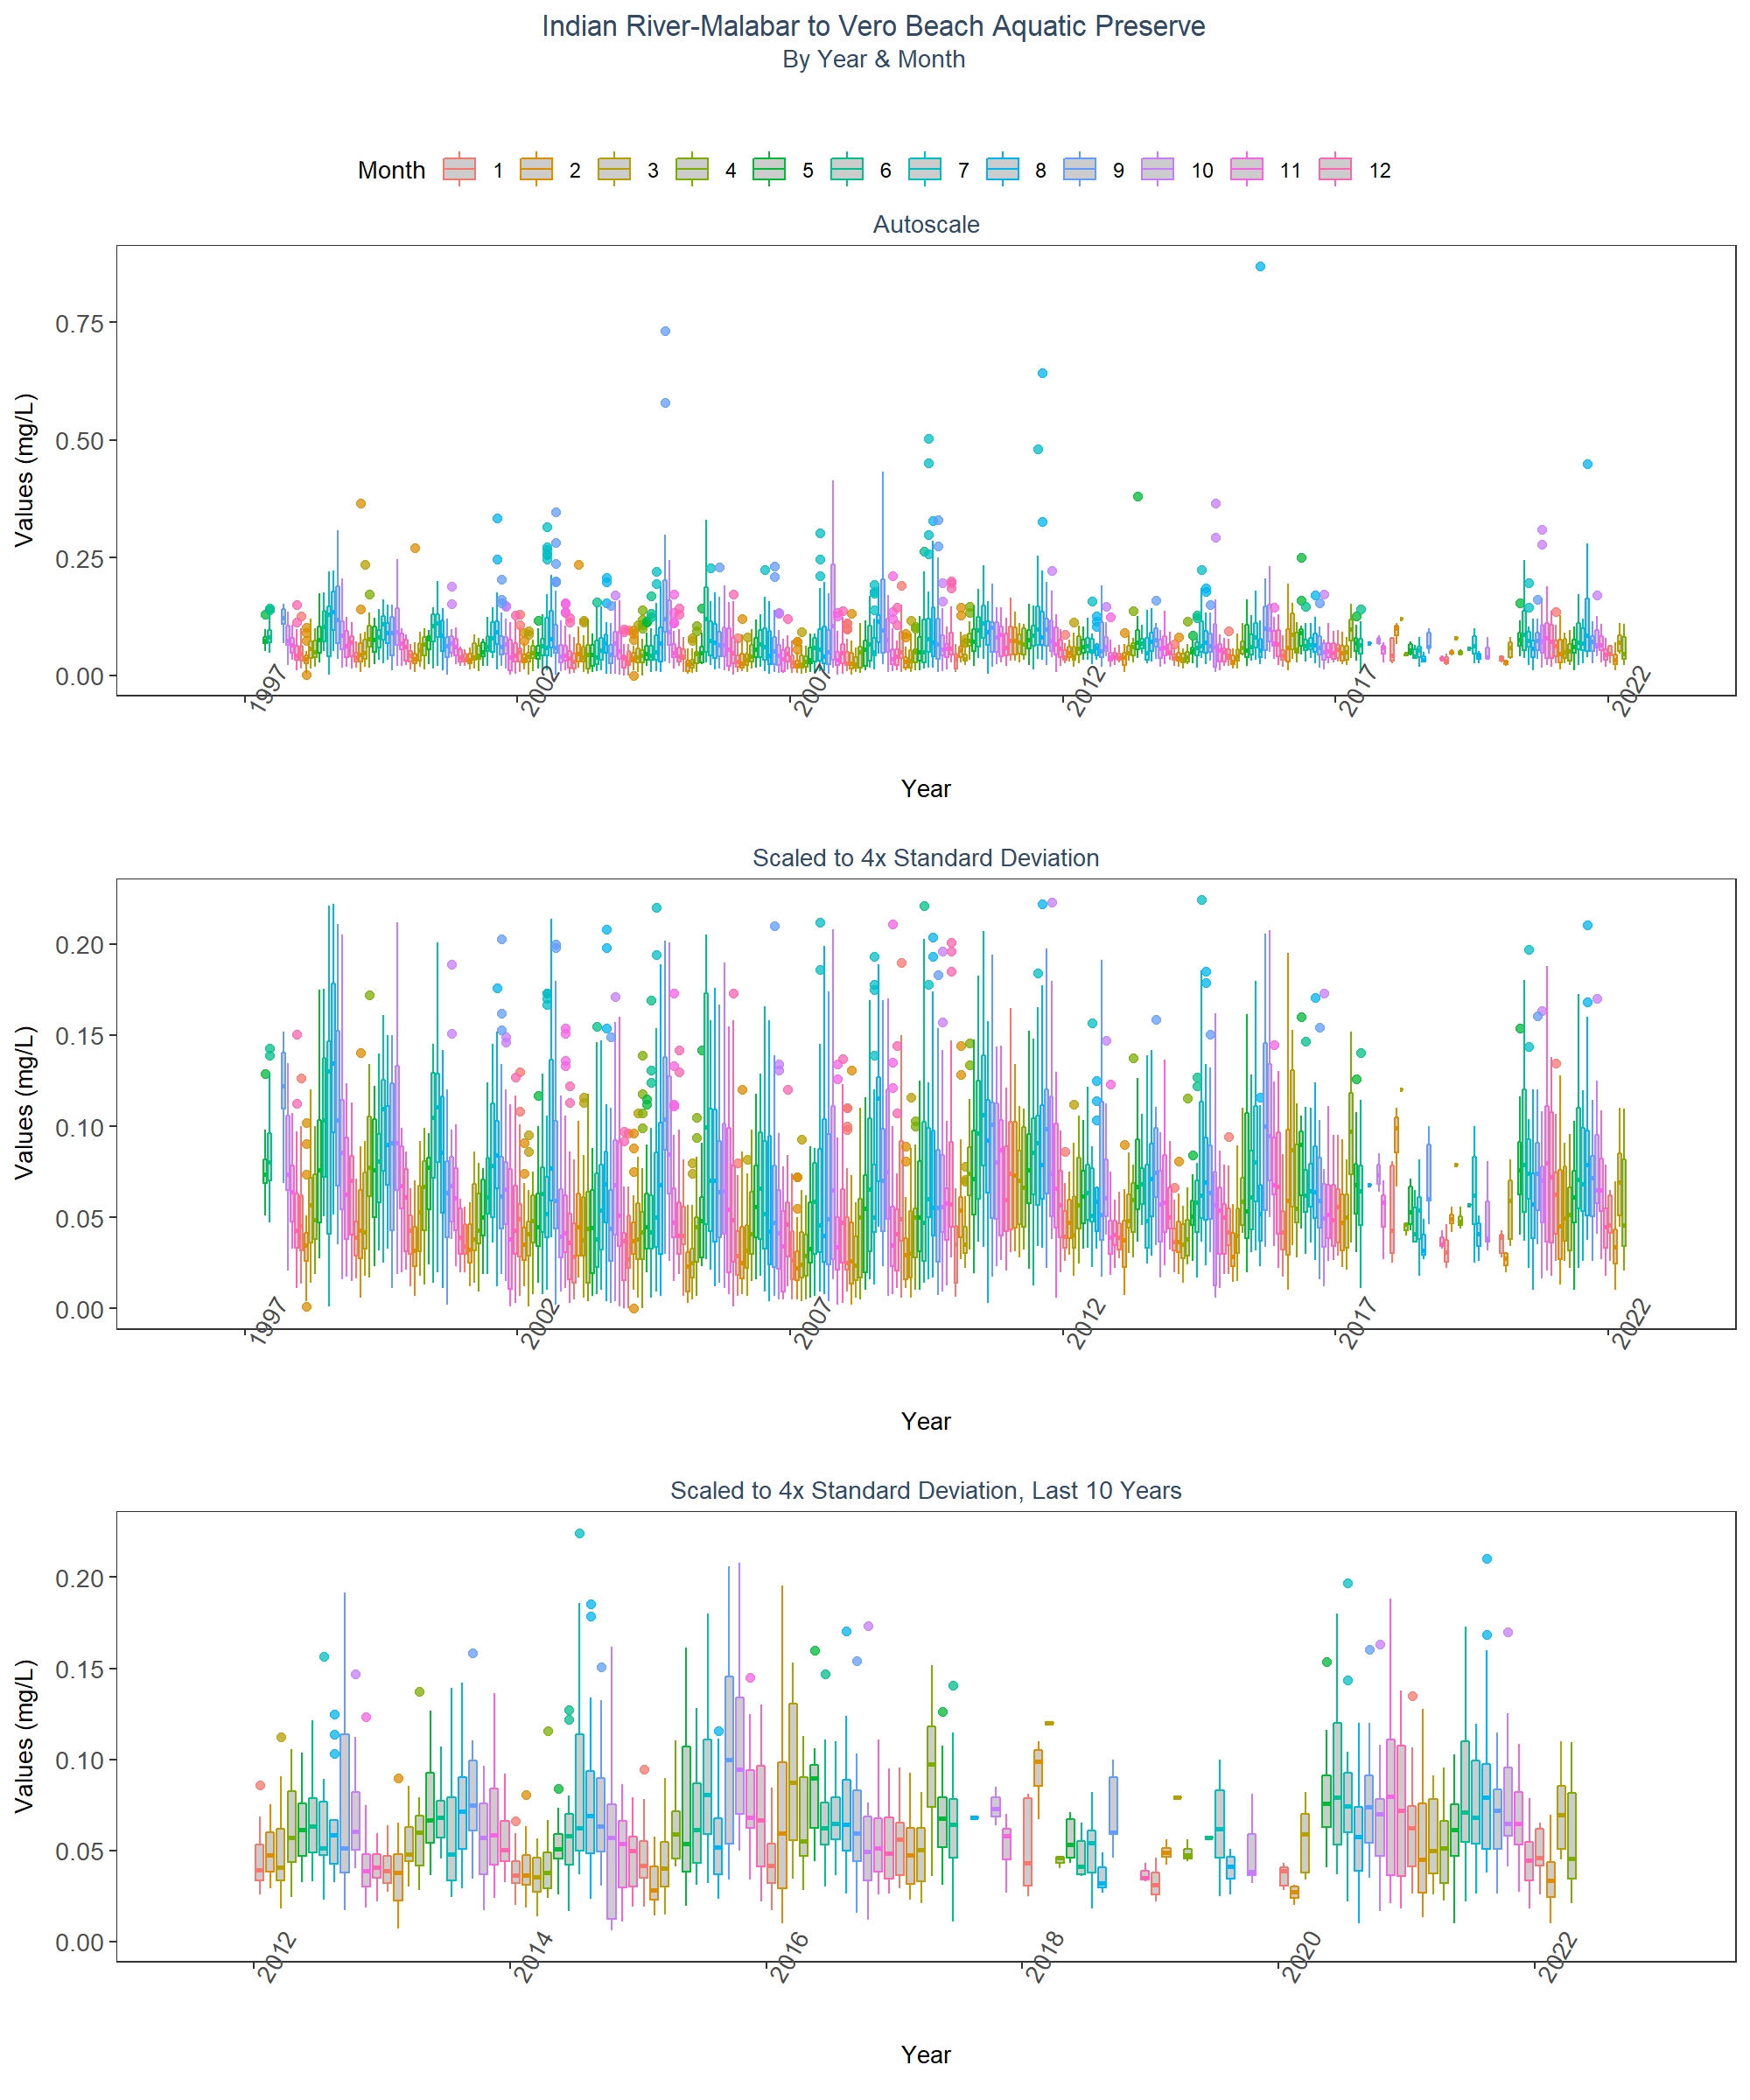 Indian River-Malabar to Vero Beach Aquatic Preserve
By Year & Month
Month 1 2 3 4 5 6 7 8 9 10 11 12
Autoscale
Values (mg/L)
0.75
0.50
0.25
0.00
1997 2002 2007 2012 2017 2022
Year
Scaled to 4x Standard Deviation
Values (mg/L)
0.20
0.15
0.10
0.05
0.00
1997 2002 2007 2012 2017 2022
Year
Scaled to 4x Standard Deviation, Last 10 Years
Values (mg/L)
0.20
0.15
0.10
0.05
0.00
2012 2014 2016 2018 2020 2022
Year